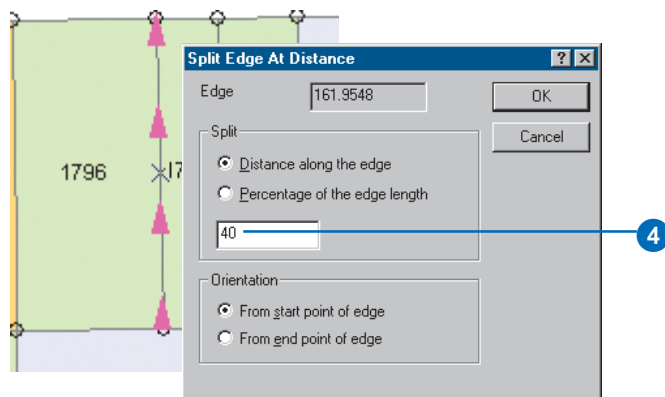 Split Edge At Distance
Edge 161.9548
OK
Split
Cancel
Distance along the edge
1796 17
Percentage of the edge length
40
4
Orientation
From start point of edge
From end point of edge